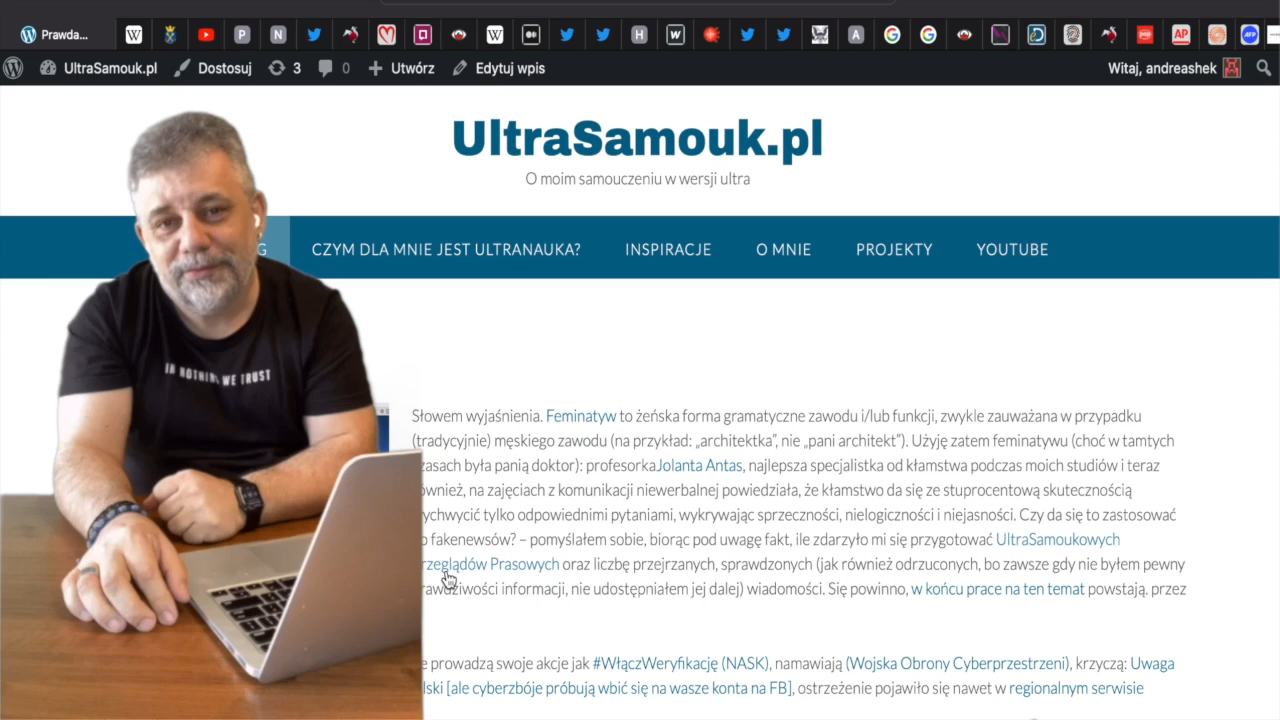 Prawda...
UltraSamouk.pl
Dostosuj
3
0
Utwórz
Edytuj wpis
Witaj, andreashek
UltraSamouk.pl
O moim samouczeniu w wersji ultra
G
CZYM DLA MNIE JEST ULTRANAUKA?
INSPIRACJE
O MNIE
PROJEKTY
YOUTUBE
IN NOTHING WE TRUST
Słowem wyjaśnienia. Feminatyw to żeńska forma gramatyczne zawodu i/lub funkcji, zwykle zauważana w przypadku
(tradycyjnie) męskiego zawodu (na przykład: „architektka”, nie „pani architekt”). Użyję zatem feminatywu (choć w tamtych
zasach była panią doktor): profesorkaJolanta Antas, najlepsza specjalistka od kłamstwa podczas moich studiów i teraz
ównież, na zajęciach z komunikacji niewerbalnej powiedziała, że kłamstwo da się ze stuprocentową skutecznością
ychwycić tylko odpowiednimi pytaniami, wykrywając sprzeczności, nielogiczności i niejasności. Czy da się to zastosować
o fakenewsów? – pomyślałem sobie, biorąc pod uwagę fakt, ile zdarzyło mi się przygotować UltraSamoukowych
rzeglądów Prasowych oraz liczbę przejrzanych, sprawdzonych (jak również odrzuconych, bo zawsze gdy nie byłem pewny
rawdziwości informacji, nie udostępniałem jej dalej) wiadomości. Się powinno, w końcu prace na ten temat powstają. przez
e prowadzą swoje akcje jak #WłączWeryfikację (NASK), namawiają (Wojska Obrony Cyberprzestrzeni), krzyczą: Uwaga
lski [ale cyberzbóje próbują wbić się na wasze konta na FB], ostrzeżenie pojawiło się nawet w regionalnym serwisie